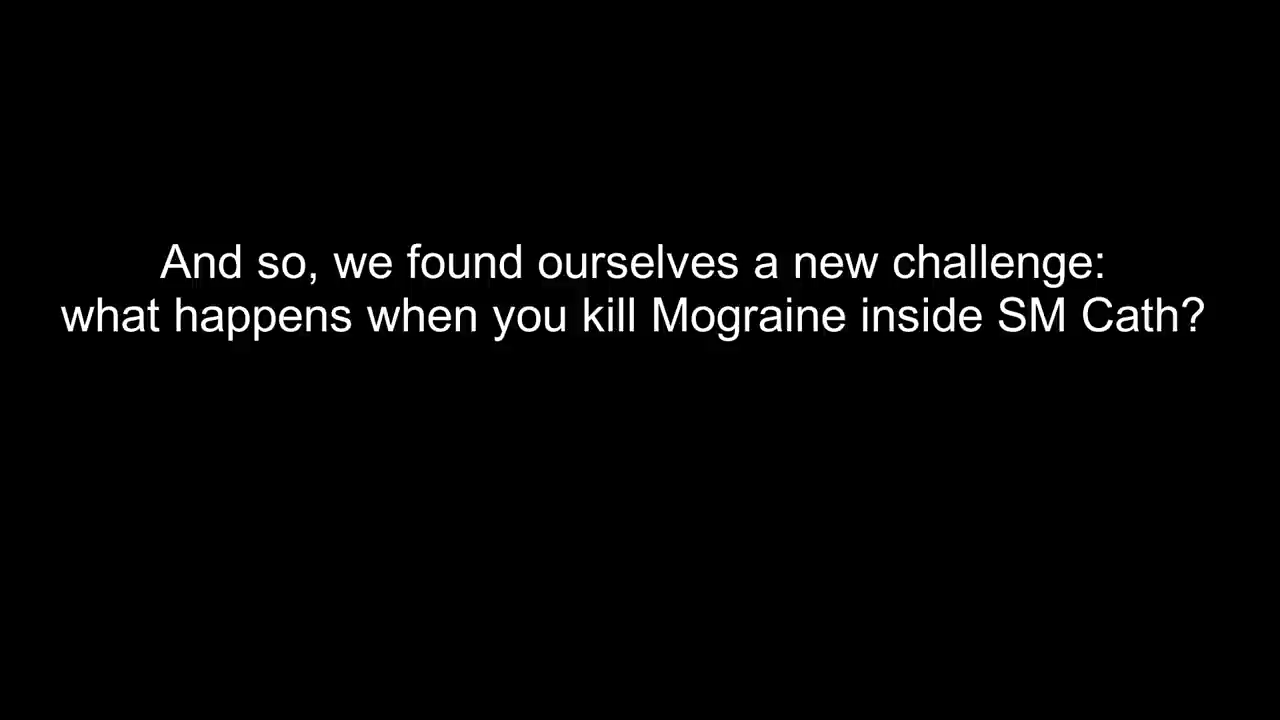 And so, we found ourselves a new challenge:
what happens when you kill Mograine inside SM Cath?